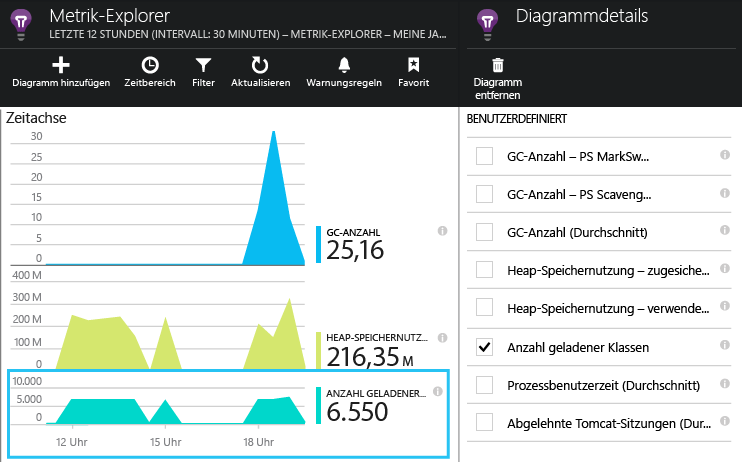 Metrik-Explorer
LETZTE 12 STUNDEN (INTERVALL: 30 MINUTEN) – METRIK-EXPLORER – MEINE JA...
Diagramm hinzufügen
Zeitbereich
Filter
Aktualisieren
Warnungsregeln
Favorit
Zeitachse
30
25
20
15
10
5
0
GC-ANZAHL
25,16
400 M
300 M
200 M
100 M
0
HEAP-SPEICHERNUTZ...
216,35 M
10.000
5.000
0
ANZAHL GELADENER...
6.550
12 Uhr
15 Uhr
18 Uhr
Diagrammdetails
Diagramm
entfernen
BENUTZERDEFINIERT
GC-Anzahl – PS MarkSw...
GC-Anzahl – PS Scaveng...
GC-Anzahl (Durchschnitt)
Heap-Speichernutzung – zugesiche...
Heap-Speichernutzung – verwende...
Anzahl geladener Klassen
Prozessbenutzerzeit (Durchschnitt)
Abgelehnte Tomcat-Sitzungen (Dur...